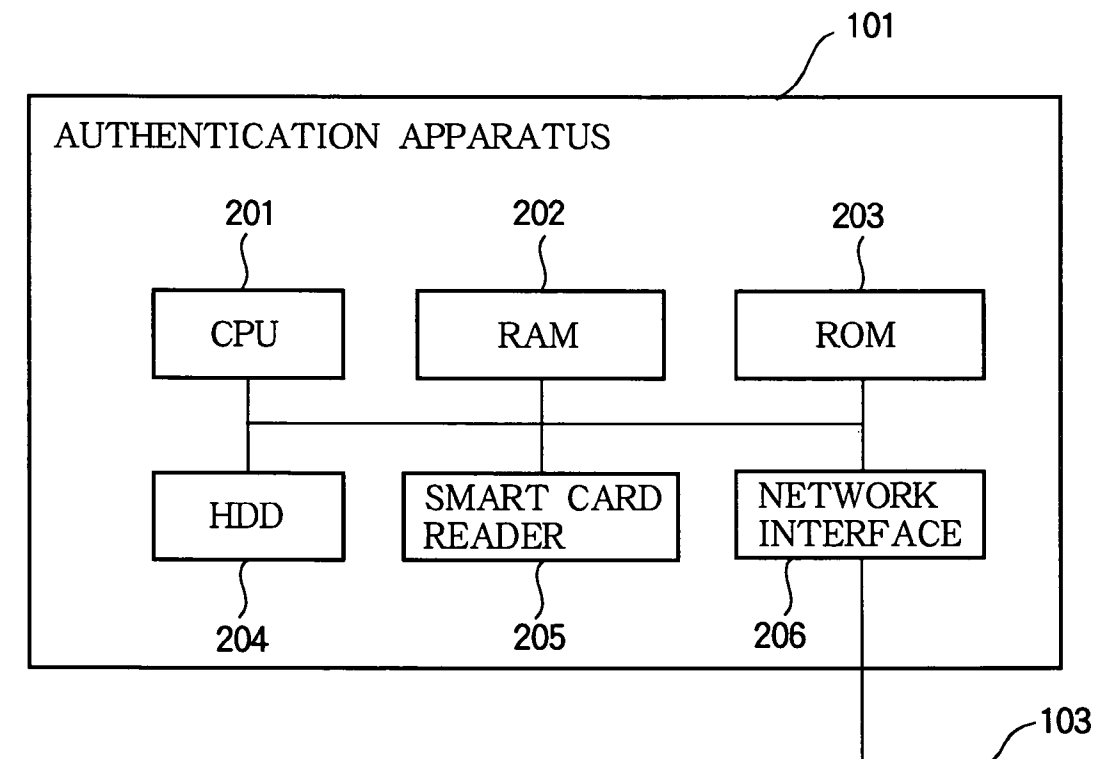 101
AUTHENTICATION APPARATUS
201
202
203
CPU
RAM
ROM
HDD
SMART CARD
READER
NETWORK
INTERFACE
204
205
206
103